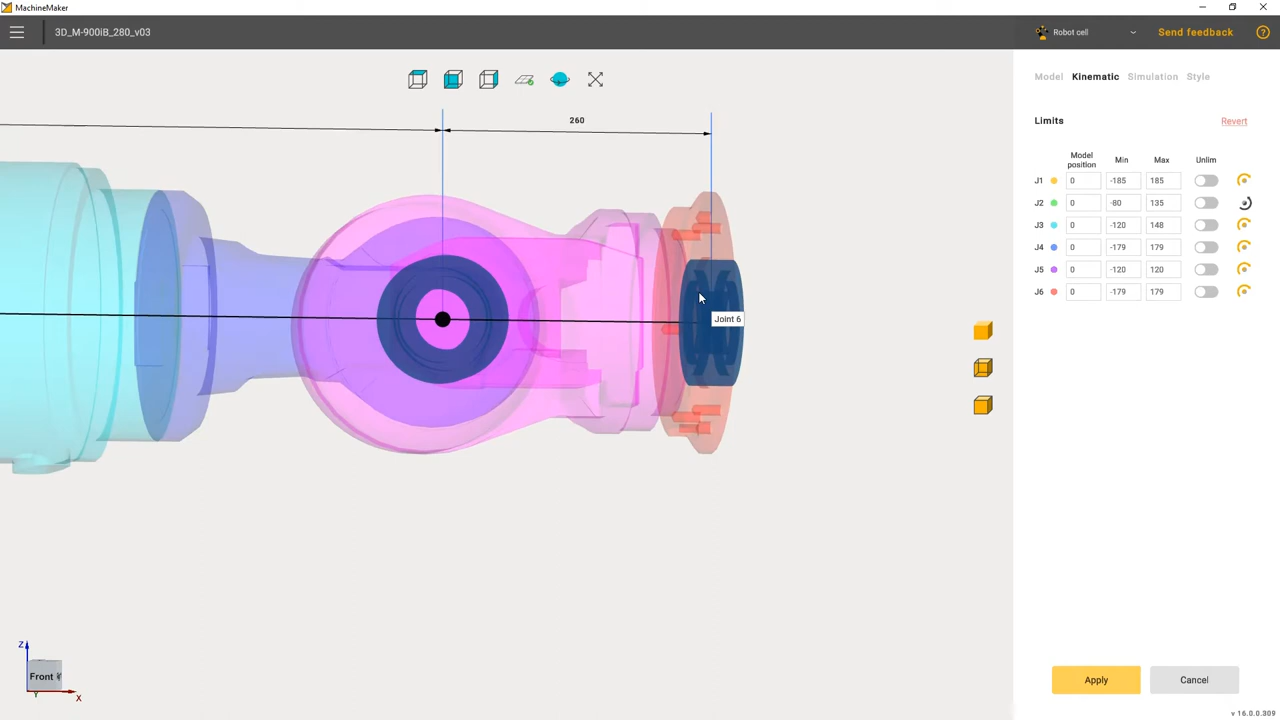 MachineMaker
3D_M-900iB_280_v03
Robot cell
Send feedback
?
Model Kinematic Simulation Style
Limits
Revert
Model position Min Max Unlim
J1 0 -185 185
J2 0 -80 135
J3 0 -120 148
J4 0 -179 179
J5 0 -120 120
J6 0 -179 179
260
Joint 6
Z
Front
Y
X
Apply
Cancel
v 16.0.0.309